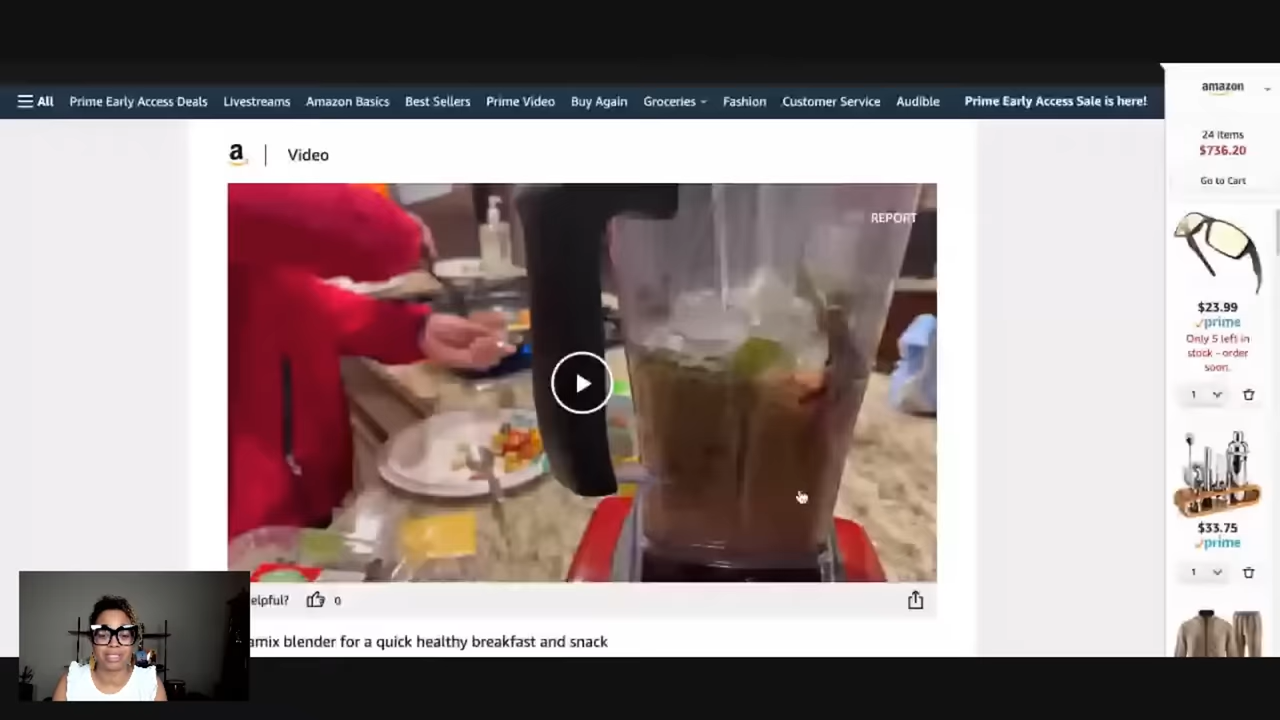 All Prime Early Access Deals Livestreams Amazon Basics Best Sellers Prime Video Buy Again Groceries Fashion Customer Service Audible Prime Early Access Sale is here!
amazon
24 items
$736.20
Go to Cart
a | Video
REPORT
$23.99
prime
Only 5 left in
stock - order
soon.
1
$33.75
prime
1
elpful? 0
amix blender for a quick healthy breakfast and snack